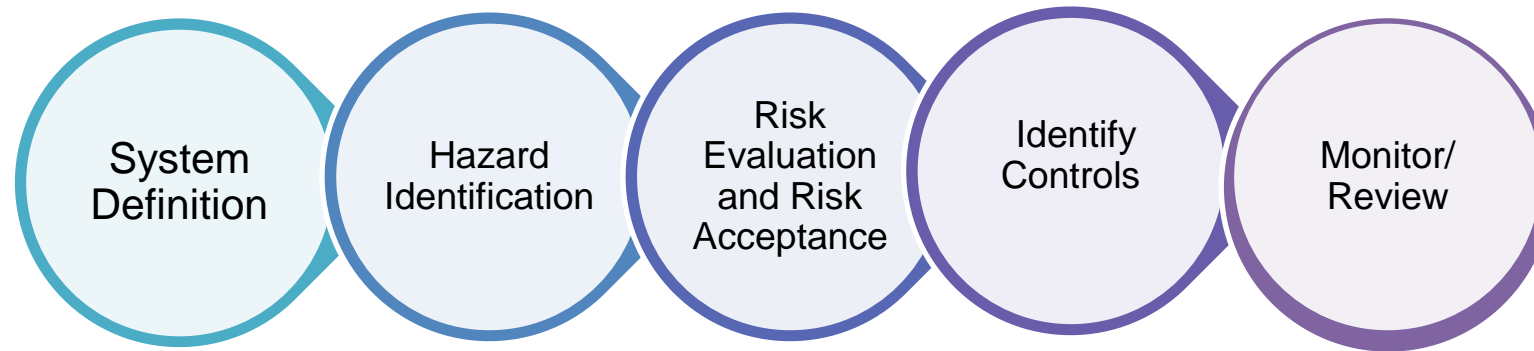 System
Definition
Hazard
Identification
Risk
Evaluation
and Risk
Acceptance
Identify
Controls
Monitor/
Review